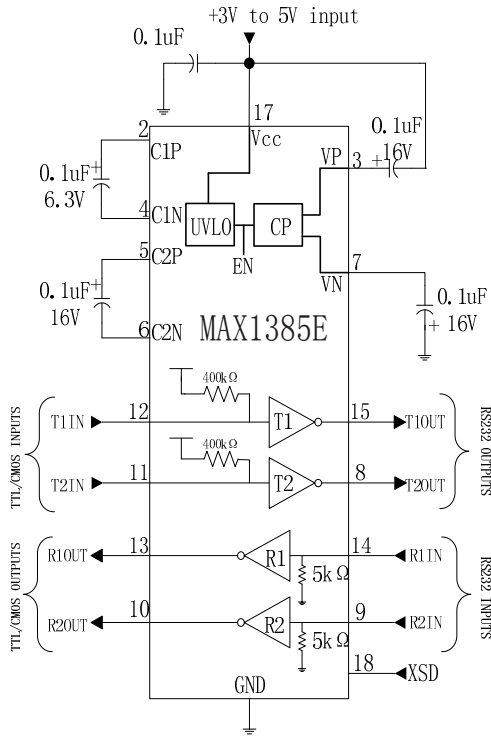 +3V to 5V input
0.1uF
17
Vcc
2
C1P
VP
3
0.1uF
+ 16V
0.1uF
+
6.3V
4
C1N
UVLO
CP
EN
5
C2P
7
VN
0.1uF
+
16V
0.1uF
+ 16V
6
C2N
MAX1385E
400kΩ
TTL/CMOS INPUTS
T1IN
12
T1
15
T1OUT
RS232 OUTPUTS
400kΩ
T2IN
11
T2
8
T2OUT
TTL/CMOS OUTPUTS
R1OUT
13
R1
14
R1IN
RS232 INPUTS
5kΩ
R2OUT
10
R2
9
R2IN
5kΩ
18
XSD
GND